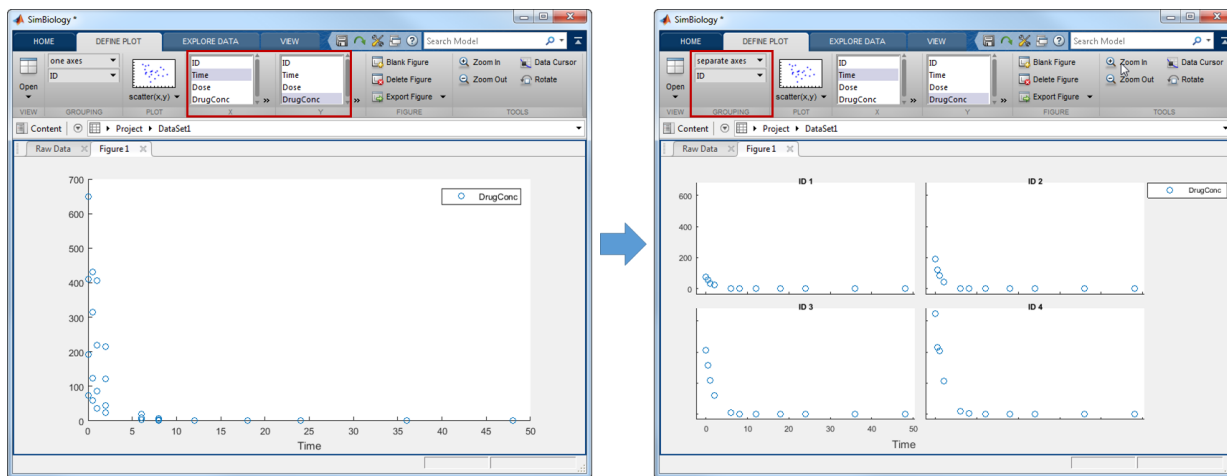 SimBiology *
HOME DEFINE PLOT EXPLORE DATA VIEW Search Model
one axes
ID
Open
scatter(x,y)
ID
Time
Dose
DrugConc
ID
Time
Dose
DrugConc
Blank Figure
Delete Figure
Export Figure
Zoom In
Zoom Out
Data Cursor
Rotate
VIEW GROUPING PLOT X Y FIGURE TOOLS
Content Project DataSet1
Raw Data Figure 1
DrugConc
700
600
500
400
300
200
100
0
0 5 10 15 20 25 30 35 40 45 50
Time
SimBiology *
HOME DEFINE PLOT EXPLORE DATA VIEW Search Model
separate axes
ID
Open
scatter(x,y)
ID
Time
Dose
DrugConc
ID
Time
Dose
DrugConc
Blank Figure
Delete Figure
Export Figure
Zoom In
Zoom Out
Data Cursor
Rotate
VIEW GROUPING PLOT X Y FIGURE TOOLS
Content Project DataSet1
Raw Data Figure 1
ID 1 ID 2
DrugConc
600
400
200
0
ID 3 ID 4
0 10 20 30 40 50
Time